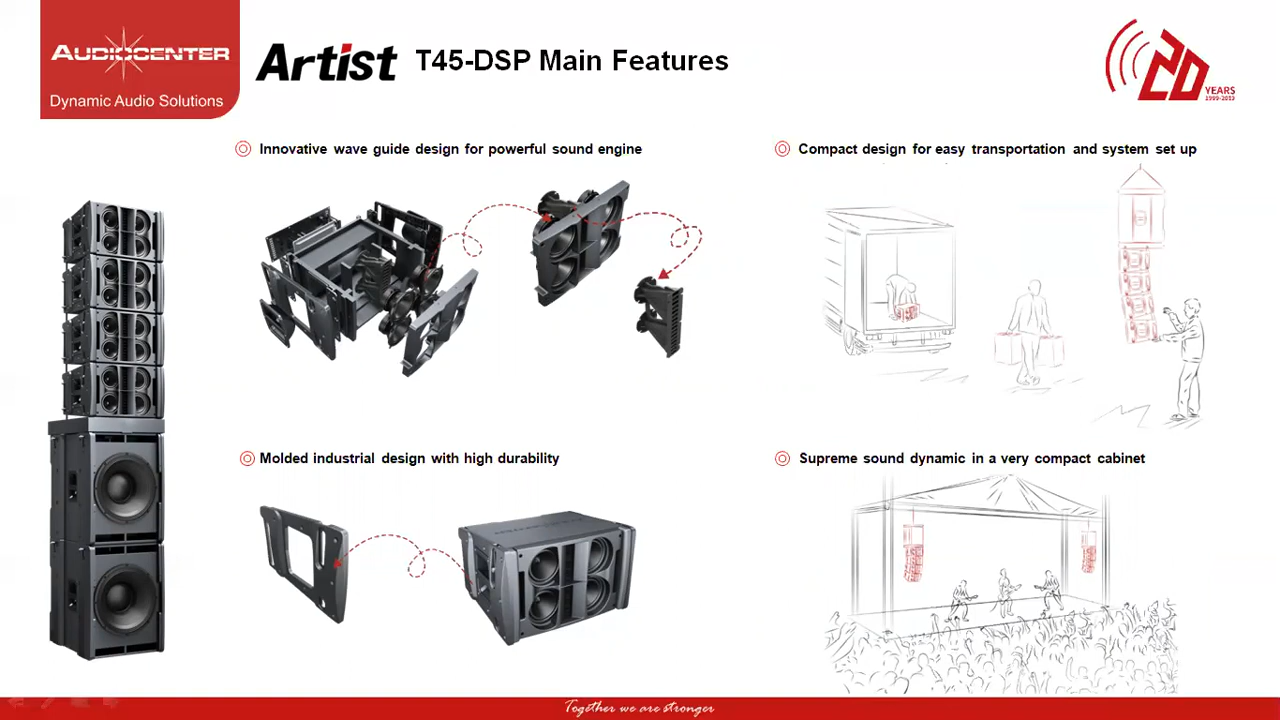 AUDIOCENTER
Dynamic Audio Solutions
Artist T45-DSP Main Features
20 YEARS
1999-2019
Innovative wave guide design for powerful sound engine
Compact design for easy transportation and system set up
Molded industrial design with high durability
Supreme sound dynamic in a very compact cabinet
Together we are stronger